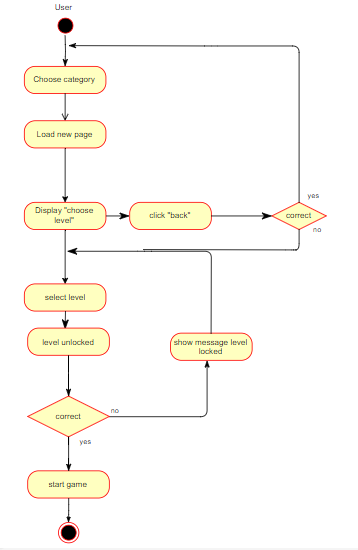 User
Choose category
Load new page
Display "choose
level"
click "back"
correct
yes
no
select level
level unlocked
show message level
locked
correct
no
yes
start game